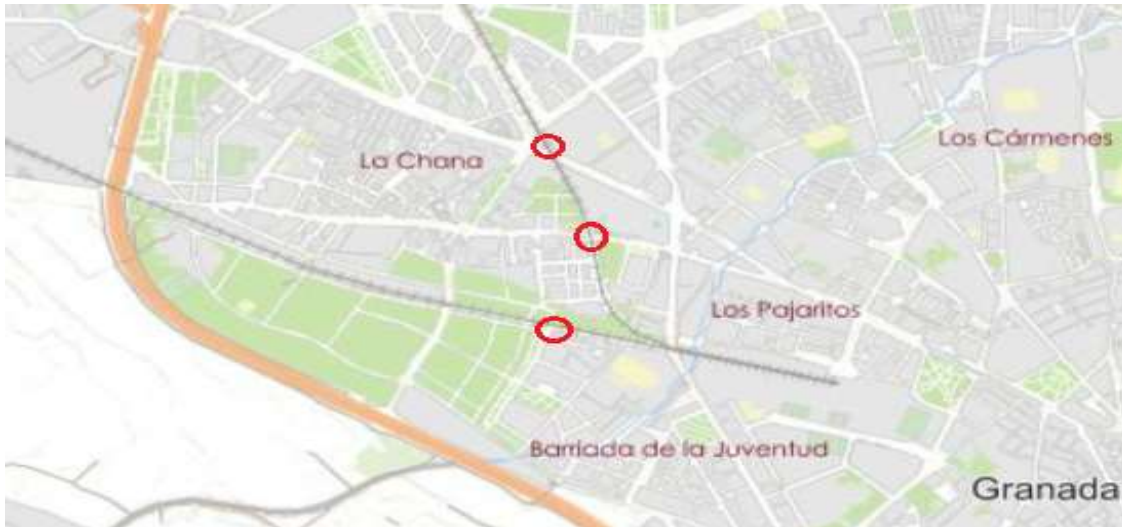 Los Cármenes
La Chana
Los Pajaritos
Barriada de la Juventud
Granada